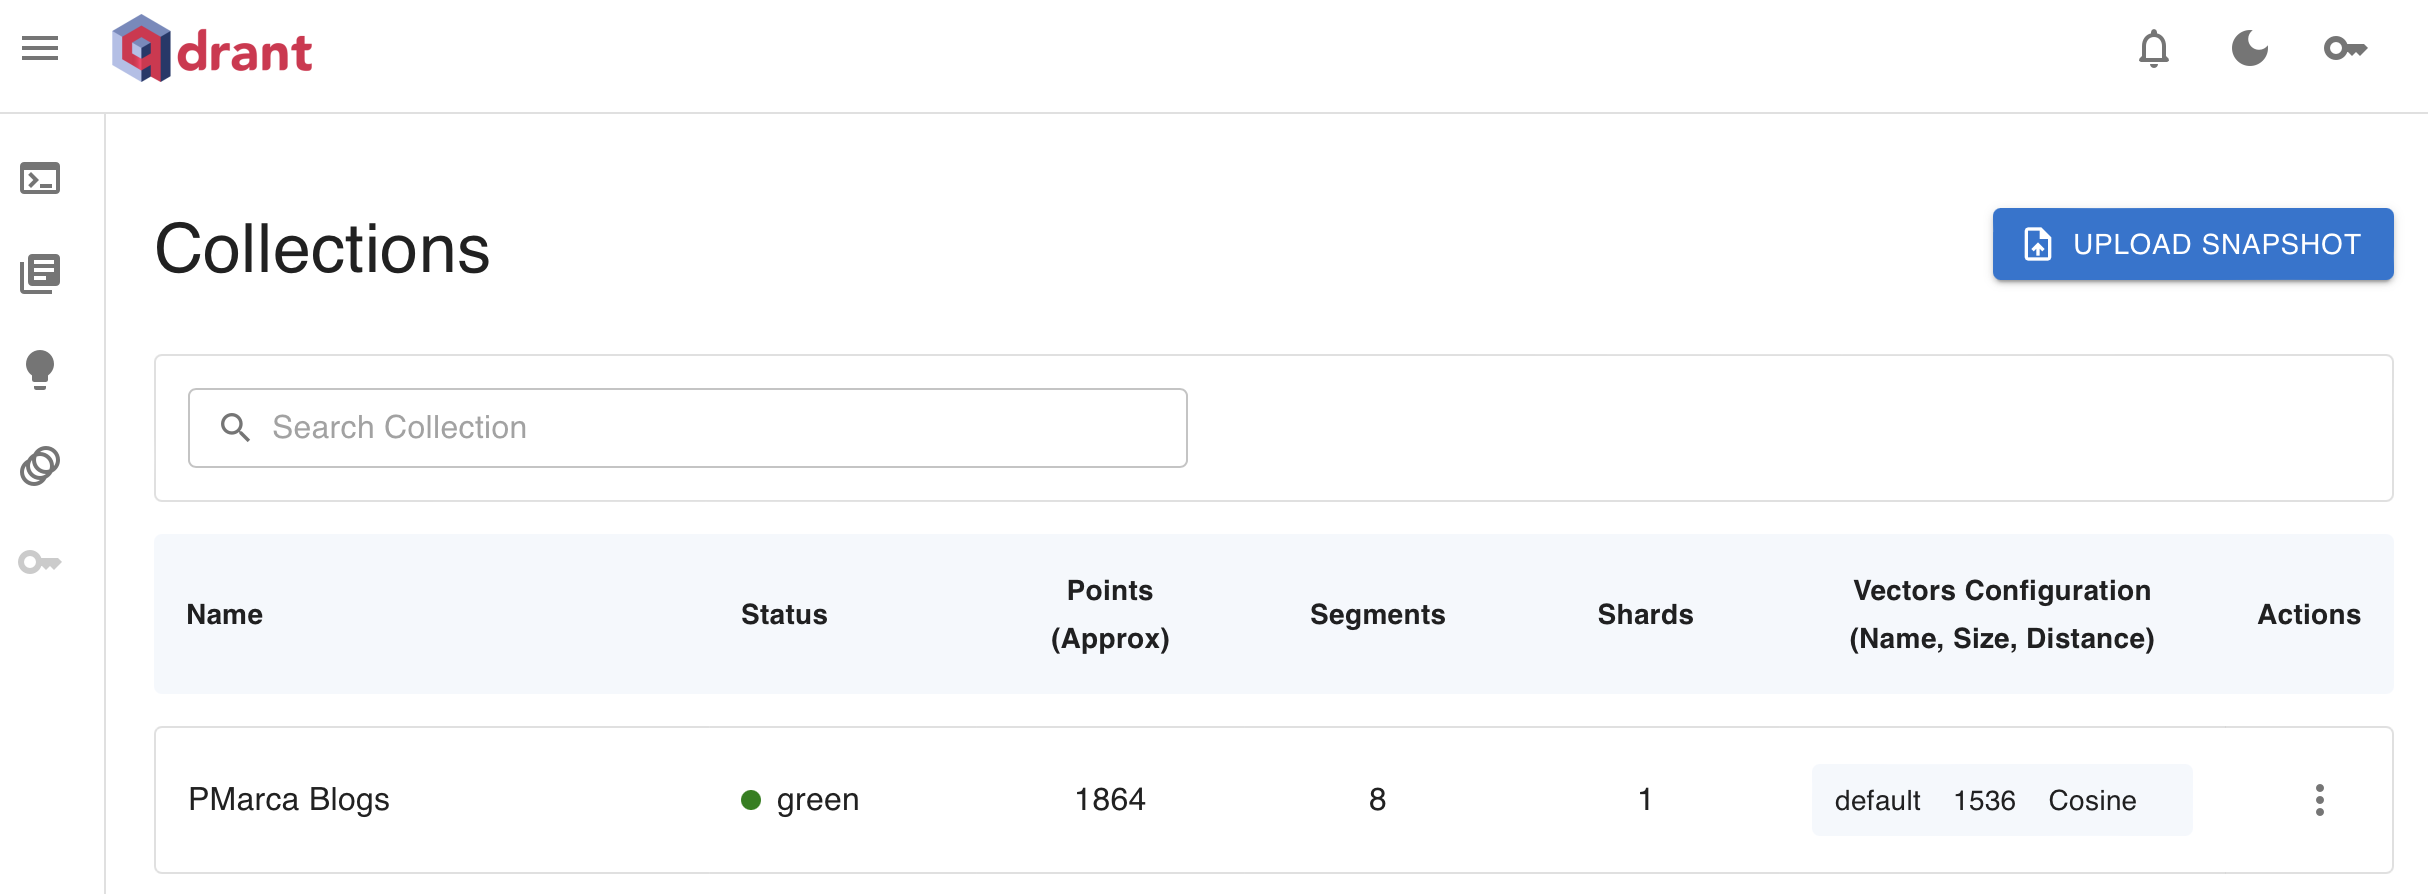 qdrant
Collections
UPLOAD SNAPSHOT
Search Collection
Name
Status
Points
(Approx)
Segments
Shards
Vectors Configuration
(Name, Size, Distance)
Actions
PMarca Blogs
green
1864
8
1
default 1536 Cosine